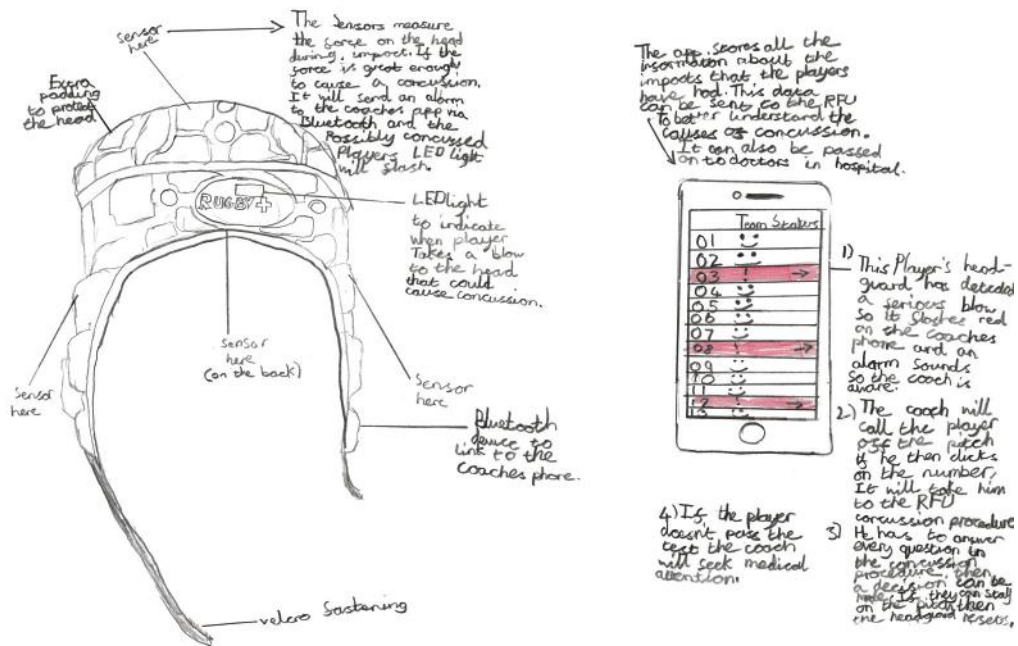 sensor
here
The Sensors measure
the force on the head
during impact. If the
force is great enough
to cause a concussion.
It will send an alarm
to the coaches app via
Bluetooth and the
Possibly concussed
Players LED light
will flash.
Extra
padding
to protect
the head
RUGBY+
LED light
to indicate
when player
Takes a blow
to the head
that could
cause concussion.
sensor
here
sensor
here
(on the back)
sensor
here
Bluetooth
device to
link to the
coaches phone.
velcro fastening
The app stores all the
information about the
impacts that the players
have had. This data
can be sent to the RFU
To better understand the
causes of concussion.
It can also be passed
on to doctors in hospital.
Team
01
02
03
04
05
06
07
08
09
10
11
12
13
1) This Player's head-
guard has detected
a serious blow
so it flashes red
on the coaches
phone and an
alarm sounds
so the coach is
aware.
2) The coach will
call the player
off the pitch
if he then clicks
on the number,
It will take him
to the RFU
concussion procedure
3) He has to answer
every question in
the concussion
procedure, then
a decision can be
made. If they can stay
on the pitch then
the headguard resets.
4) If the player
doesn't pass the
test the coach
will seek medical
attention.